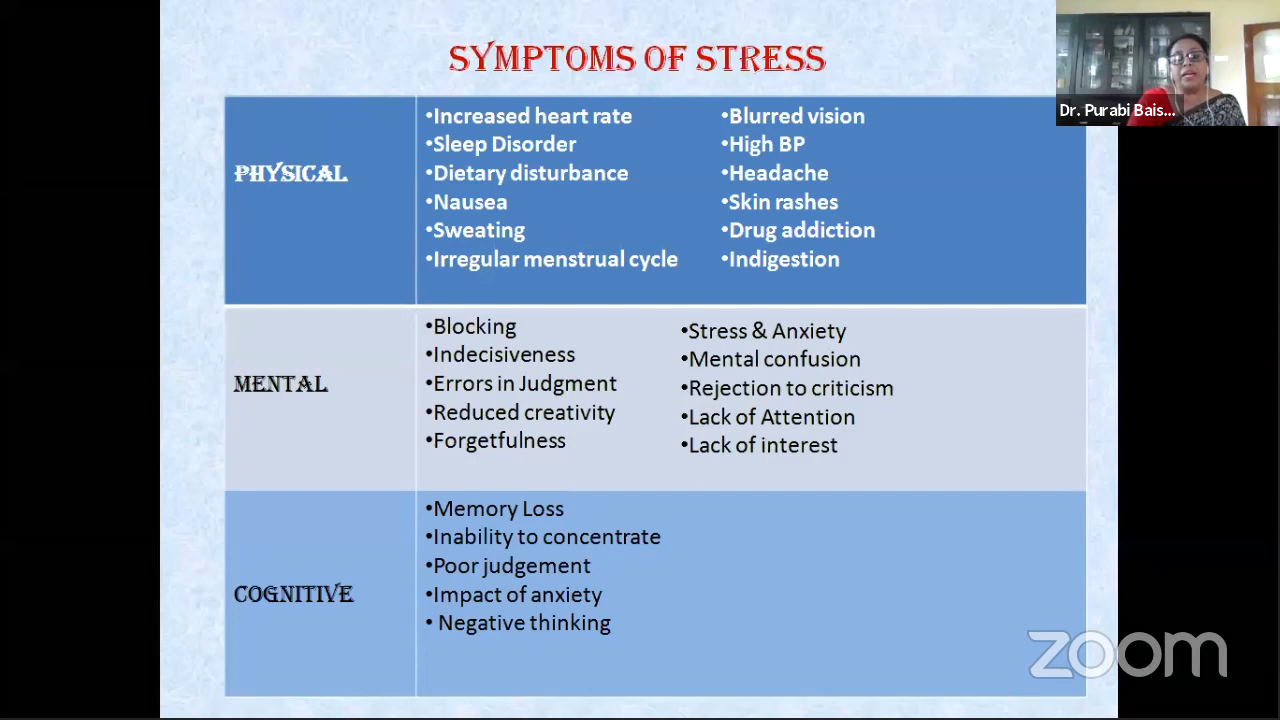 SYMPTOMS OF STRESS
PHYSICAL
•Increased heart rate
•Sleep Disorder
•Dietary disturbance
•Nausea
•Sweating
•Irregular menstrual cycle
•Blurred vision
•High BP
•Headache
•Skin rashes
•Drug addiction
•Indigestion
MENTAL
•Blocking
•Indecisiveness
•Errors in Judgment
•Reduced creativity
•Forgetfulness
•Stress & Anxiety
•Mental confusion
•Rejection to criticism
•Lack of Attention
•Lack of interest
COGNITIVE
•Memory Loss
•Inability to concentrate
•Poor judgement
•Impact of anxiety
• Negative thinking
Dr. Purabi Bais...
zoom